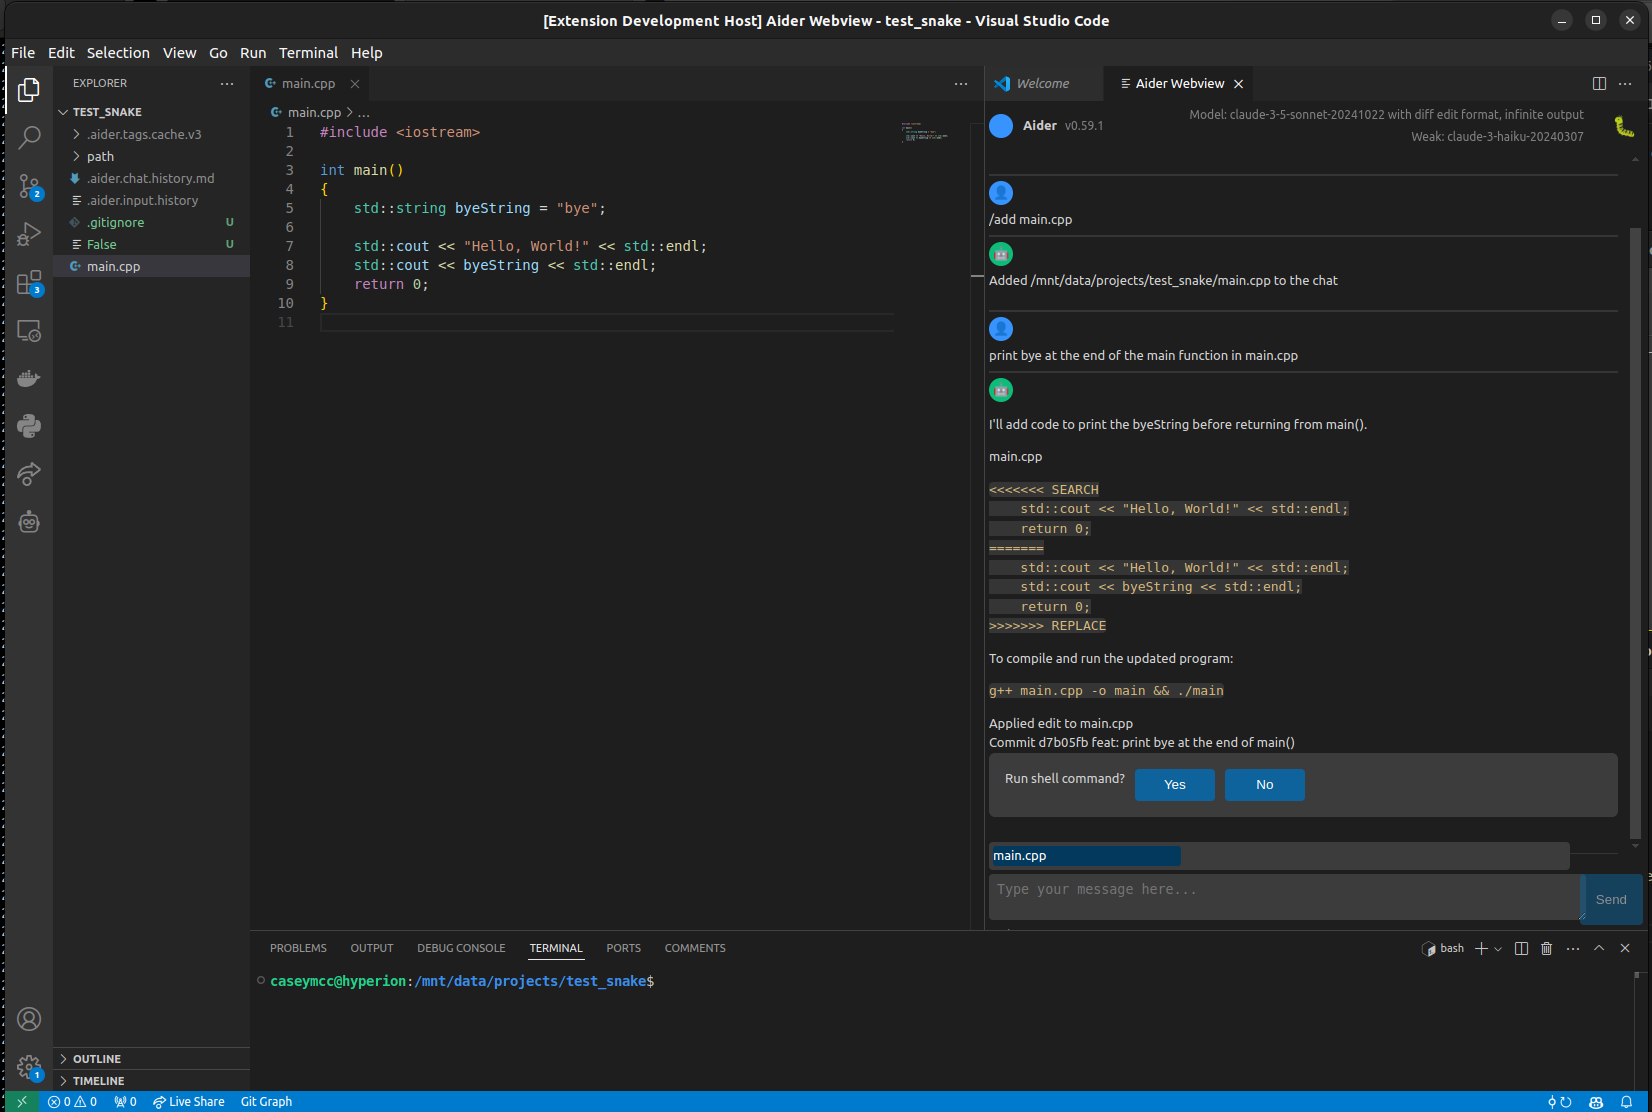 [Extension Development Host] Aider Webview - test_snake - Visual Studio Code
File Edit Selection View Go Run Terminal Help
EXPLORER
TEST_SNAKE
.aider.tags.cache.v3
path
.aider.chat.history.md
.aider.input.history
.gitignore U
False U
main.cpp
OUTLINE
TIMELINE
2
3
1
main.cpp
main.cpp > ...
1 #include <iostream>
2
3 int main()
4 {
5 std::string byeString = "bye";
6
7 std::cout << "Hello, World!" << std::endl;
8 std::cout << byeString << std::endl;
9 return 0;
10 }
11
Welcome
Aider Webview
Aider v0.59.1
Model: claude-3-5-sonnet-20241022 with diff edit format, infinite output
Weak: claude-3-haiku-20240307
/add main.cpp
Added /mnt/data/projects/test_snake/main.cpp to the chat
print bye at the end of the main function in main.cpp
I'll add code to print the byeString before returning from main().
main.cpp
<<<<<<< SEARCH
std::cout << "Hello, World!" << std::endl;
return 0;
=======
std::cout << "Hello, World!" << std::endl;
std::cout << byeString << std::endl;
return 0;
>>>>>>> REPLACE
To compile and run the updated program:
g++ main.cpp -o main && ./main
Applied edit to main.cpp
Commit d7b05fb feat: print bye at the end of main()
Run shell command? Yes No
main.cpp
Type your message here...
Send
PROBLEMS OUTPUT DEBUG CONSOLE TERMINAL PORTS COMMENTS
bash
caseymcc@hyperion:/mnt/data/projects/test_snake$
0 0 0 Live Share Git Graph